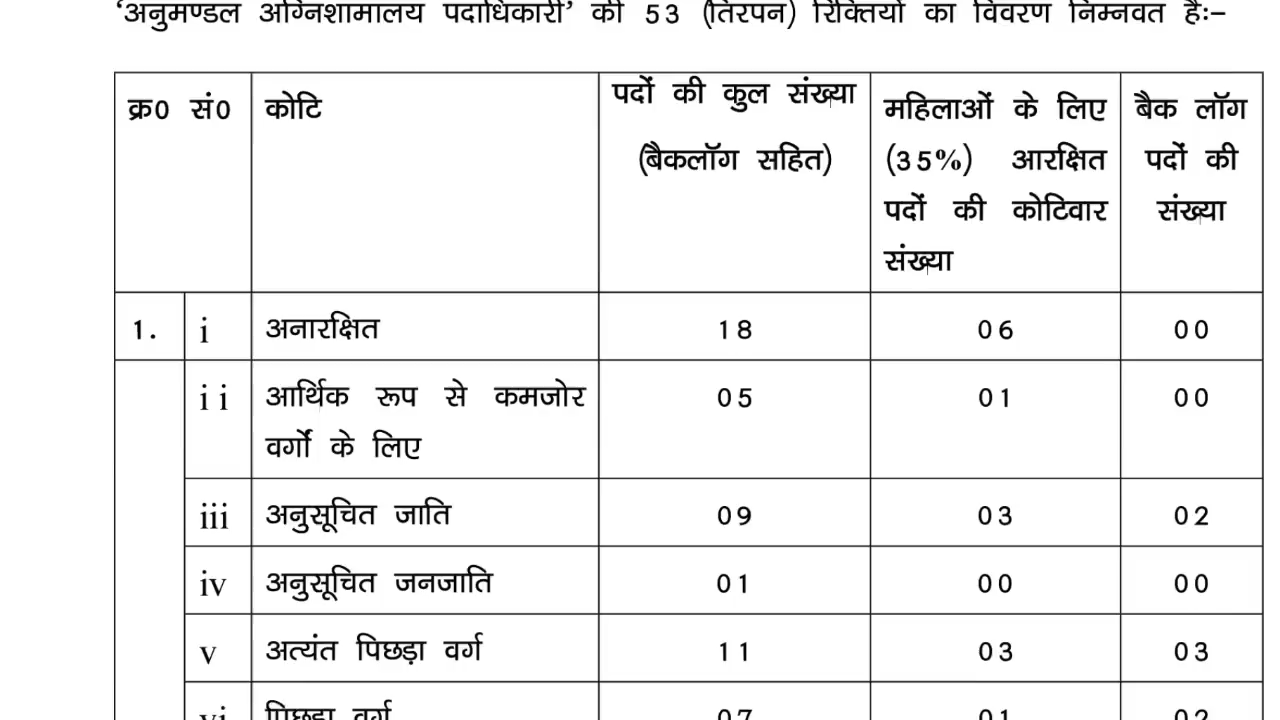 ‘अनुमण्डल अग्निशामालय पदाधिकारी’ की 53 (तिरपन) रिक्तियों का विवरण निम्नवत हैः–
क्र0 सं0 कोटि पदों की कुल संख्या (बैकलॉग सहित) महिलाओं के लिए (35%) आरक्षित पदों की कोटिवार संख्या बैक लॉग पदों की संख्या
1. i अनारक्षित 18 06 00
ii आर्थिक रूप से कमजोर 05 01 00
वर्गों के लिए
iii अनुसूचित जाति 09 03 02
iv अनुसूचित जनजाति 01 00 00
v अत्यंत पिछड़ा वर्ग 11 03 03
vi पिछड़ा वर्ग 07 01 02